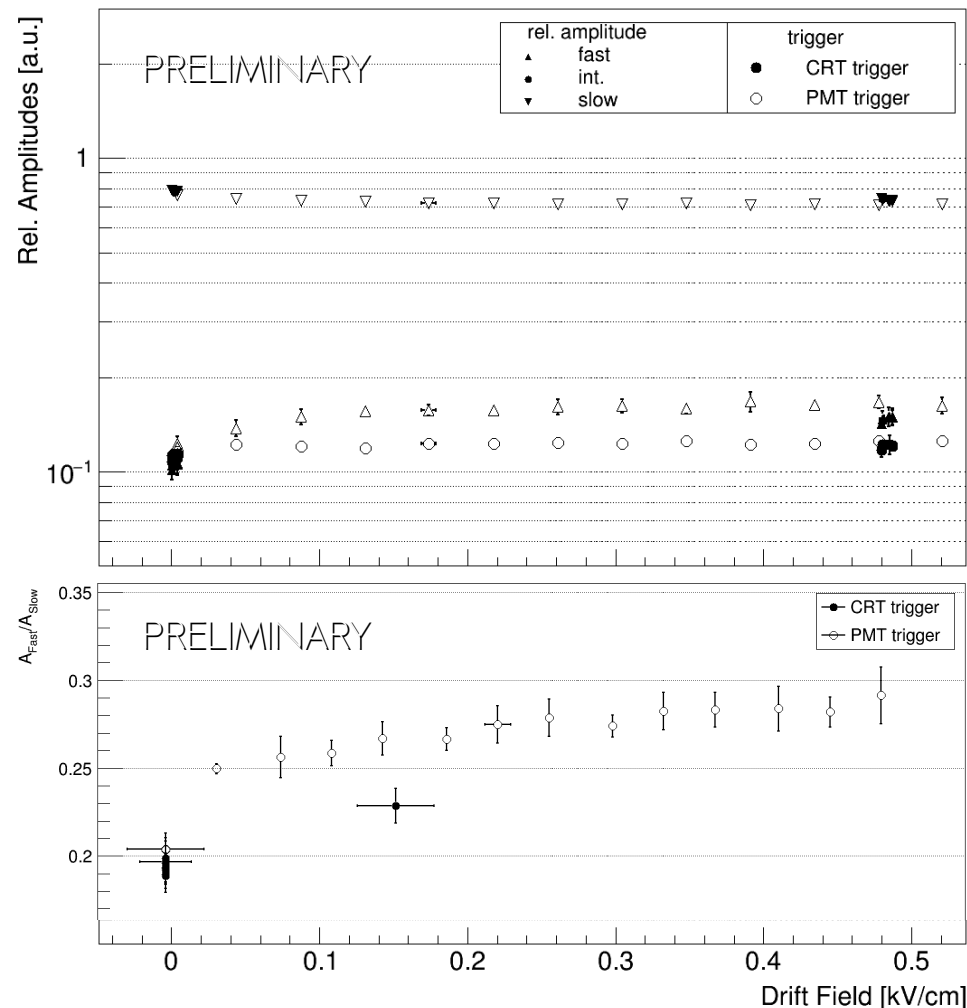 Rel. Amplitudes [a.u.]
PRELIMINARY
rel. amplitude
fast
int.
slow
trigger
CRT trigger
PMT trigger
1
10⁻¹
A_Fast/A_Slow
PRELIMINARY
CRT trigger
PMT trigger
0.35
0.3
0.25
0.2
0 0.1 0.2 0.3 0.4 0.5
Drift Field [kV/cm]